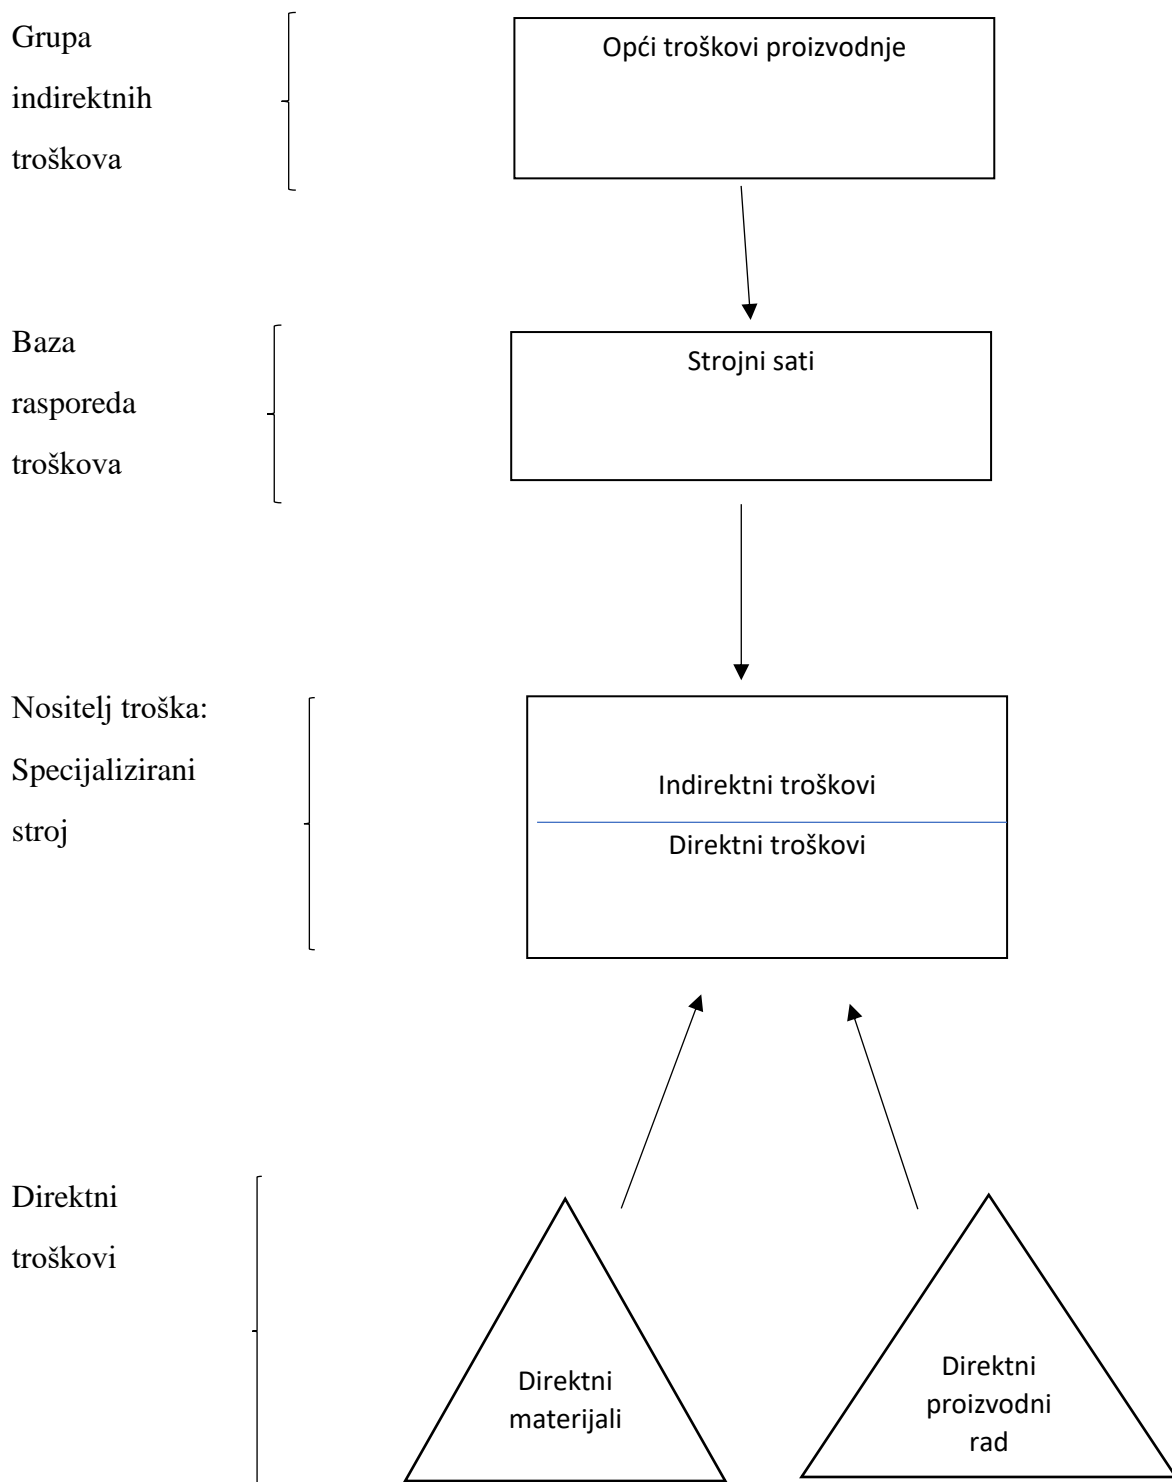 Grupa
indirektnih
troškova
Opći troškovi proizvodnje
Baza
rasporeda
troškova
Strojni sati
Nositelj troška:
Specijalizirani
stroj
Indirektni troškovi
Direktni troškovi
Direktni
troškovi
Direktni
materijali
Direktni
proizvodni
rad